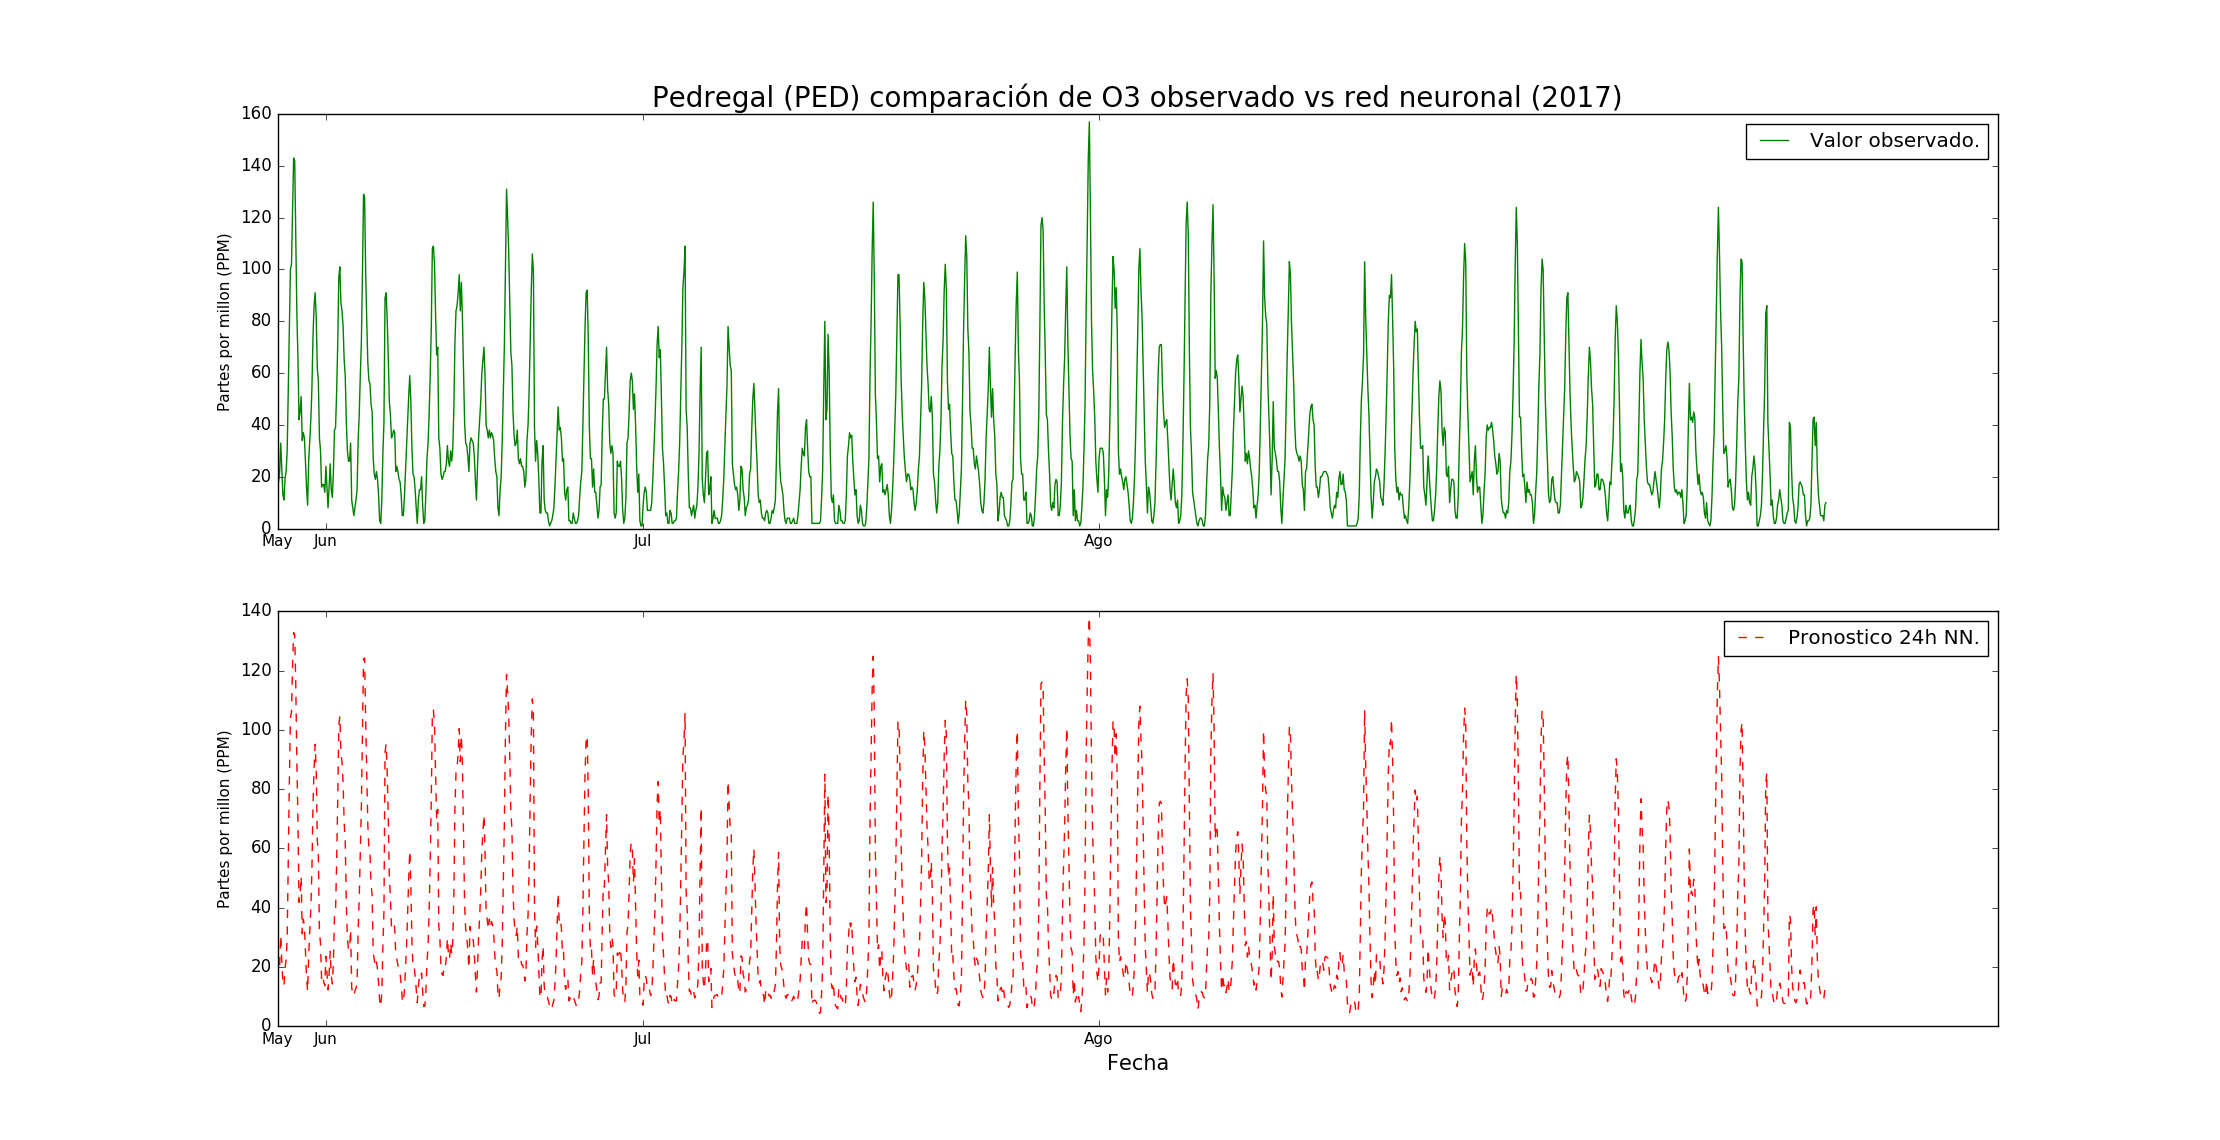 Pedregal (PED) comparación de O3 observado vs red neuronal (2017)
160
140
120
100
80
60
40
20
0
Partes por millon (PPM)
Valor observado.
May Jun Jul Ago
140
120
100
80
60
40
20
0
Partes por millon (PPM)
Pronostico 24h NN.
May Jun Jul Ago
Fecha